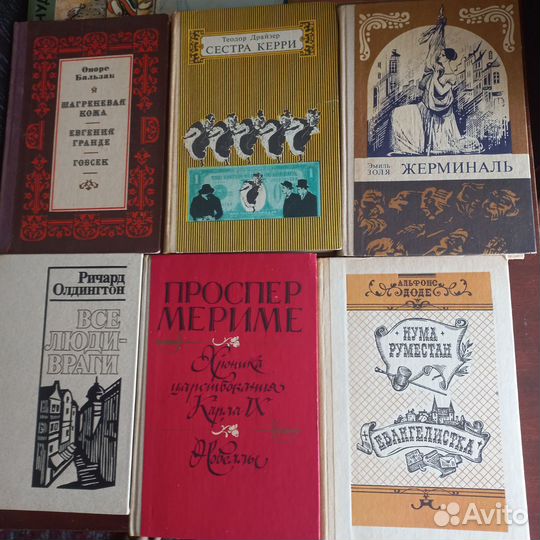 Оноре
Бальзак
ШАГРЕНЕВАЯ
КОЖА
ЕВГЕНИЯ
ГРАНДЕ
ГОБСЕК
Теодор Драйзер
СЕСТРА КЕРРИ
Эмиль
ЗОЛЯ
ЖЕРМИНАЛЬ
Ричард
Олдингтон
ВСЕ
ЛЮДИ-
ВРАГИ
ПРОСПЕР
МЕРИМЕ
Хроника
царствования
Карла IX
Новеллы
АЛЬФОНС
ДОДЕ
НУМА
РУМЕСТАН
ЕВАНГЕЛИСТКА
Avito